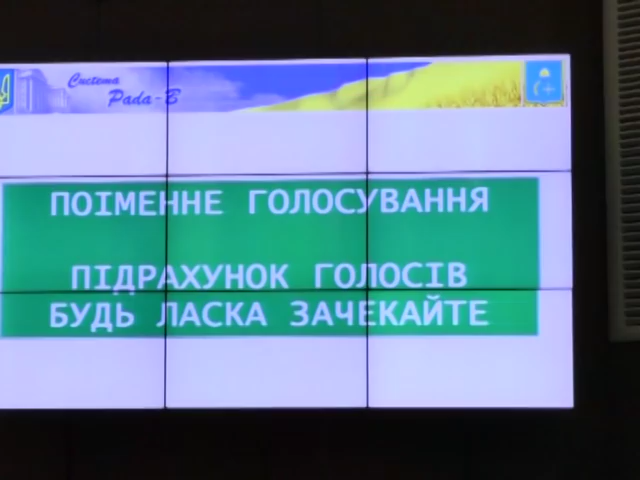 Система
Рада-В
ПОІМЕННЕ ГОЛОСУВАННЯ
ПІДРАХУНОК ГОЛОСІВ
БУДЬ ЛАСКА ЗАЧЕКАЙТЕ